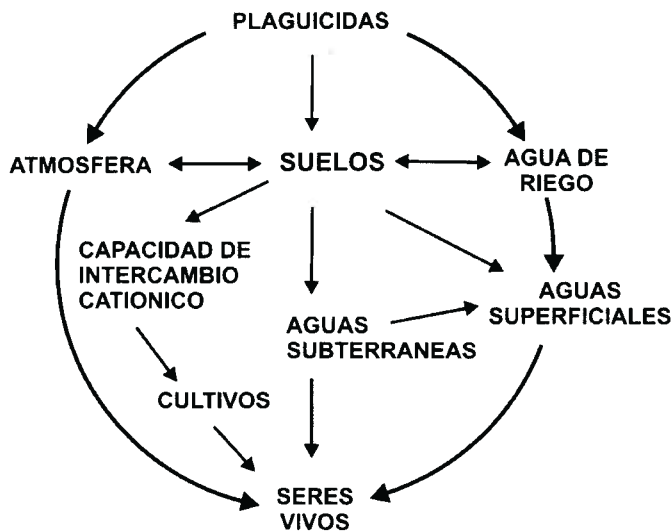 PLAGUICIDAS
ATMOSFERA
SUELOS
AGUA DE
RIEGO
CAPACIDAD DE
INTERCAMBIO
CATIONICO
AGUAS
SUBTERRANEAS
AGUAS
SUPERFICIALES
CULTIVOS
SERES
VIVOS